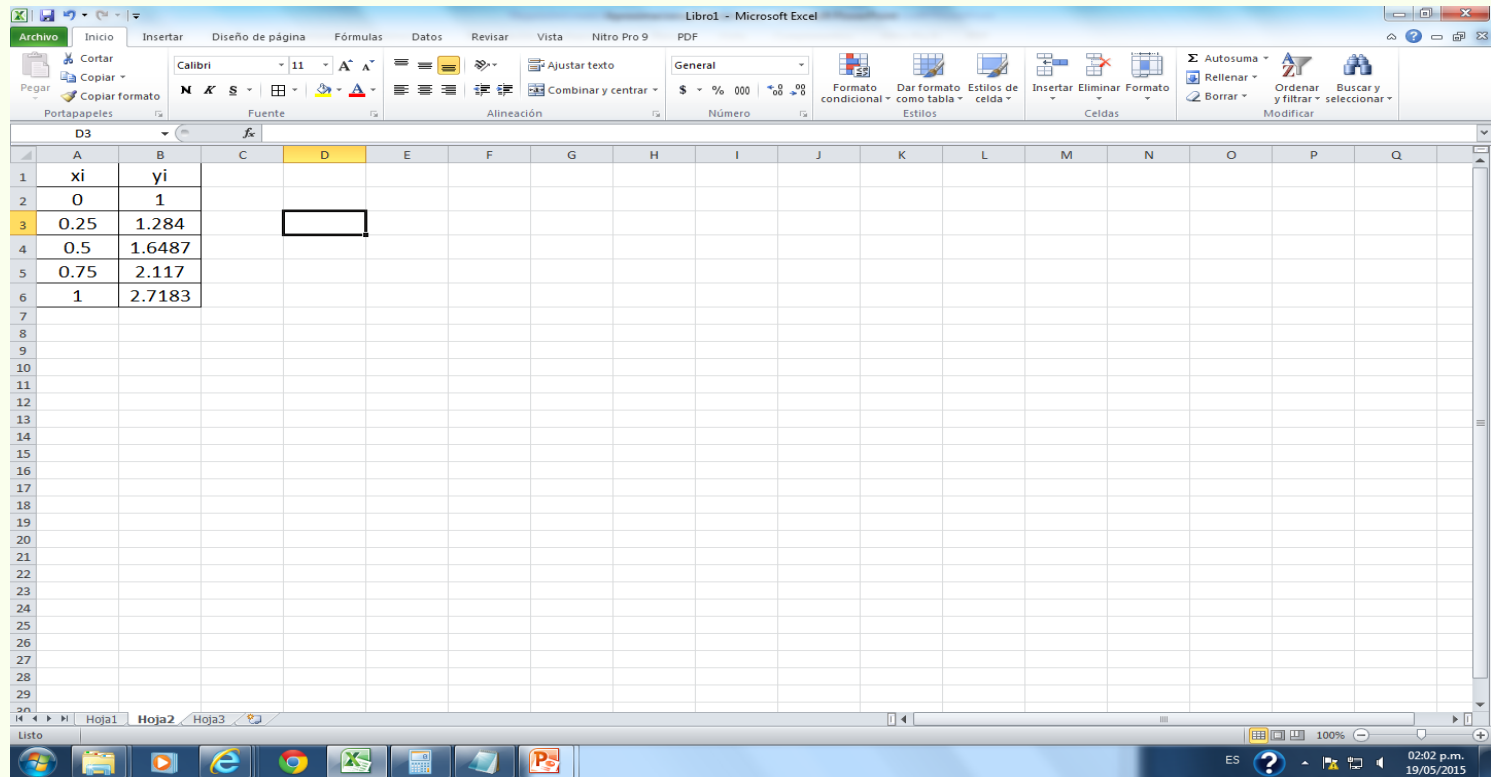 Libro1 - Microsoft Excel
Archivo Inicio Insertar Diseño de página Fórmulas Datos Revisar Vista Nitro Pro 9 PDF
Pegar
Cortar
Copiar
Copiar formato
Portapapeles
Calibri 11 A A
N K S A
Fuente
Ajustar texto
Combinar y centrar
Alineación
General
$ % 000
Número
Formato condicional
Dar formato como tabla
Estilos de celda
Estilos
Insertar Eliminar Formato
Celdas
Σ Autosuma
Rellenar
Borrar
Ordenar y filtrar
Buscar y seleccionar
Modificar
D3 fx
A B C D E F G H I J K L M N O P Q
1 xi yi
2 0 1
3 0.25 1.284
4 0.5 1.6487
5 0.75 2.117
6 1 2.7183
7
8
9
10
11
12
13
14
15
16
17
18
19
20
21
22
23
24
25
26
27
28
29
30
Hoja1 Hoja2 Hoja3
Listo 100%
ES 02:02 p.m.
19/05/2015